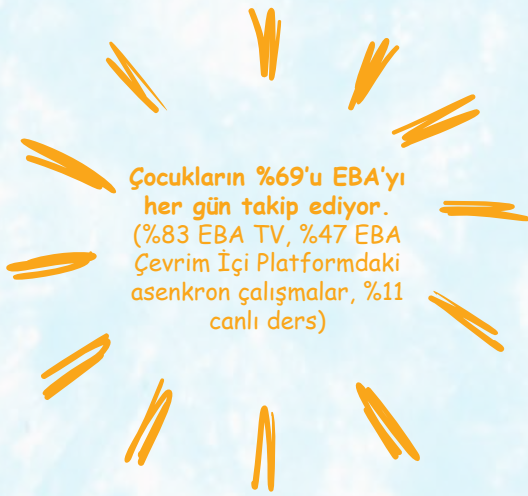 Çocukların %69’u EBA’yı
her gün takip ediyor.
(%83 EBA TV, %47 EBA
Çevrim İçi Platformdaki
asenkron çalışmalar, %11
canlı ders)